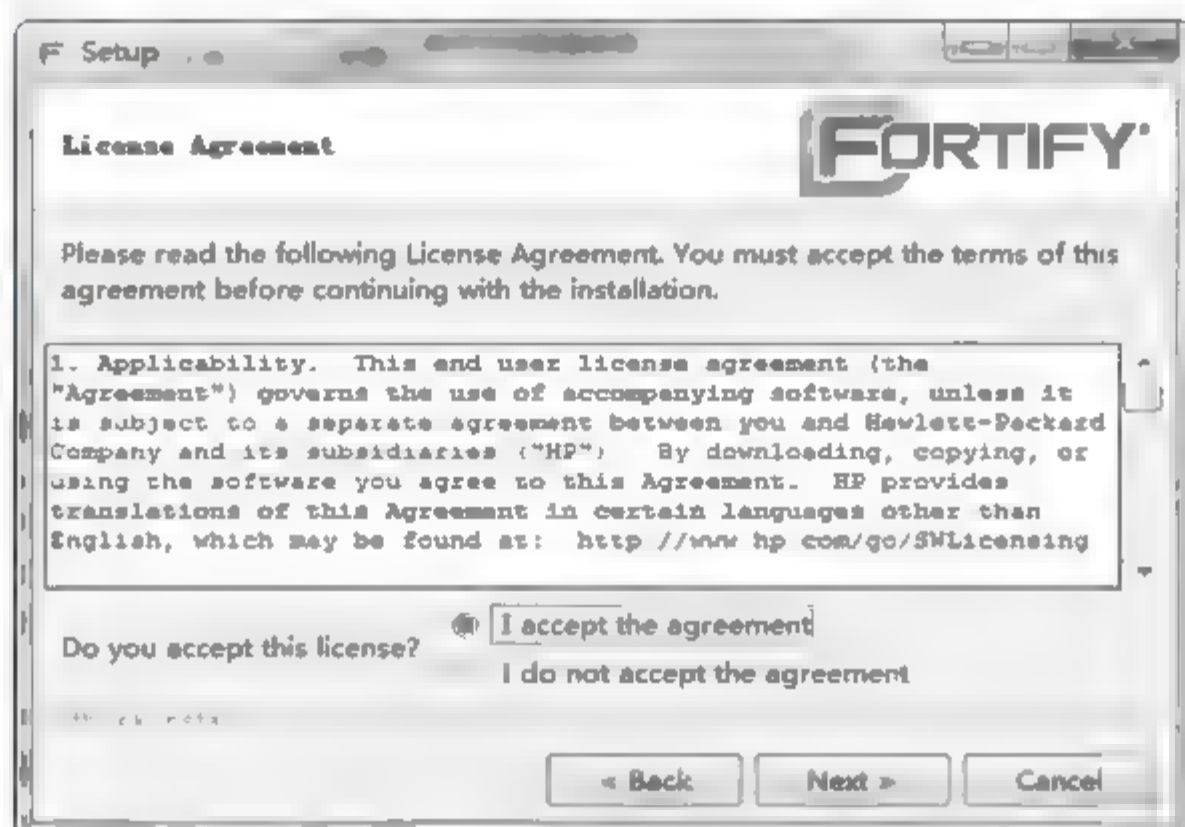 Setup
License Agreement
FORTIFY
Please read the following License Agreement. You must accept the terms of this
agreement before continuing with the installation.
1. Applicability. This end user license agreement (the
"Agreement") governs the use of accompanying software, unless it
is subject to a separate agreement between you and Hewlett-Packard
Company and its subsidiaries ("HP") By downloading, copying, or
using the software you agree to this Agreement. HP provides
translations of this Agreement in certain languages other than
English, which may be found at: http //www hp com/go/SWLicensing
I accept the agreement
Do you accept this license?
I do not accept the agreement
< Back
Next >
Cancel